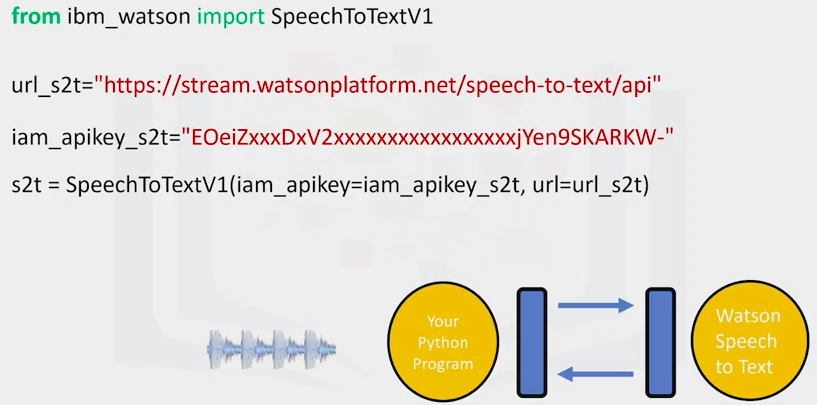 from ibm_watson import SpeechToTextV1
url_s2t="https://stream.watsonplatform.net/speech-to-text/api"
iam_apikey_s2t="EOeiZxxxDxV2xxxxxxxxxxxxxxxxxjYen9SKARKW-"
s2t = SpeechToTextV1(iam_apikey=iam_apikey_s2t, url=url_s2t)
Your
Python
Program
Watson
Speech
to Text